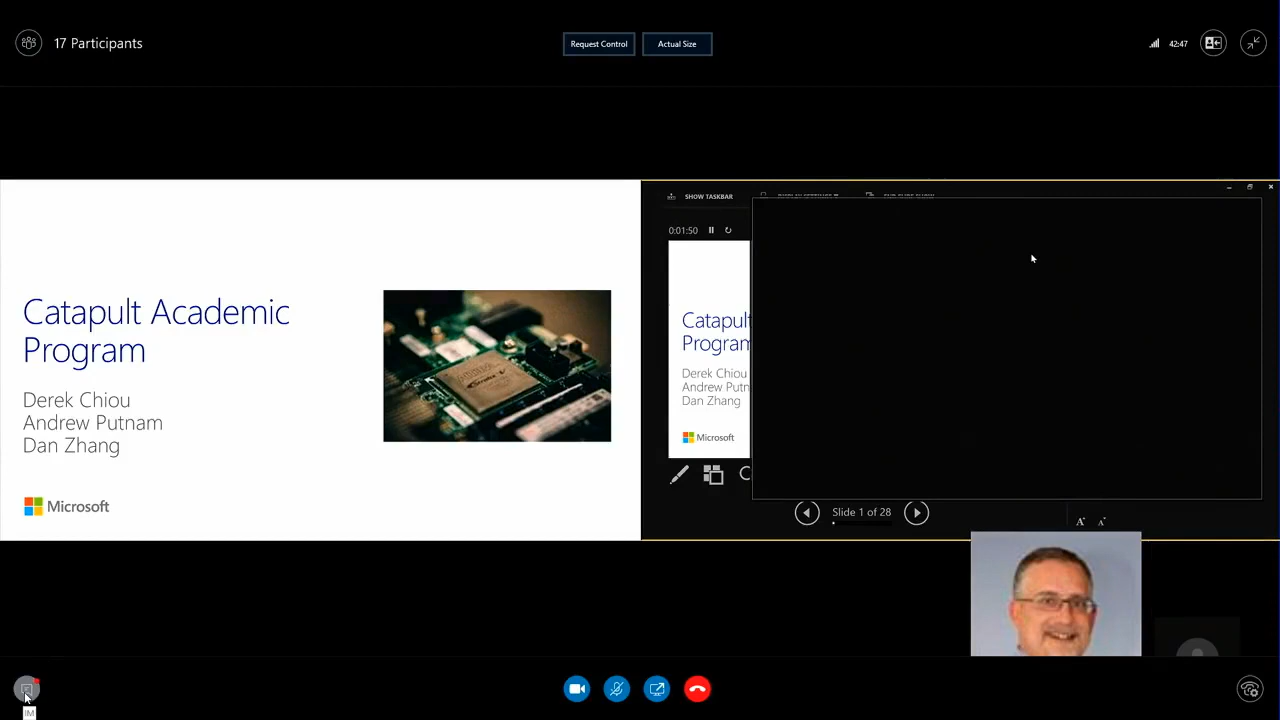 17 Participants
Request Control
Actual Size
42:47
SHOW TASKBAR
0:01:50
Catapult Academic
Program
Derek Chiou
Andrew Putnam
Dan Zhang
Microsoft
Catapult
Program
Derek Chiou
Andrew Putn
Dan Zhang
Microsoft
Slide 1 of 28
A
A
IM